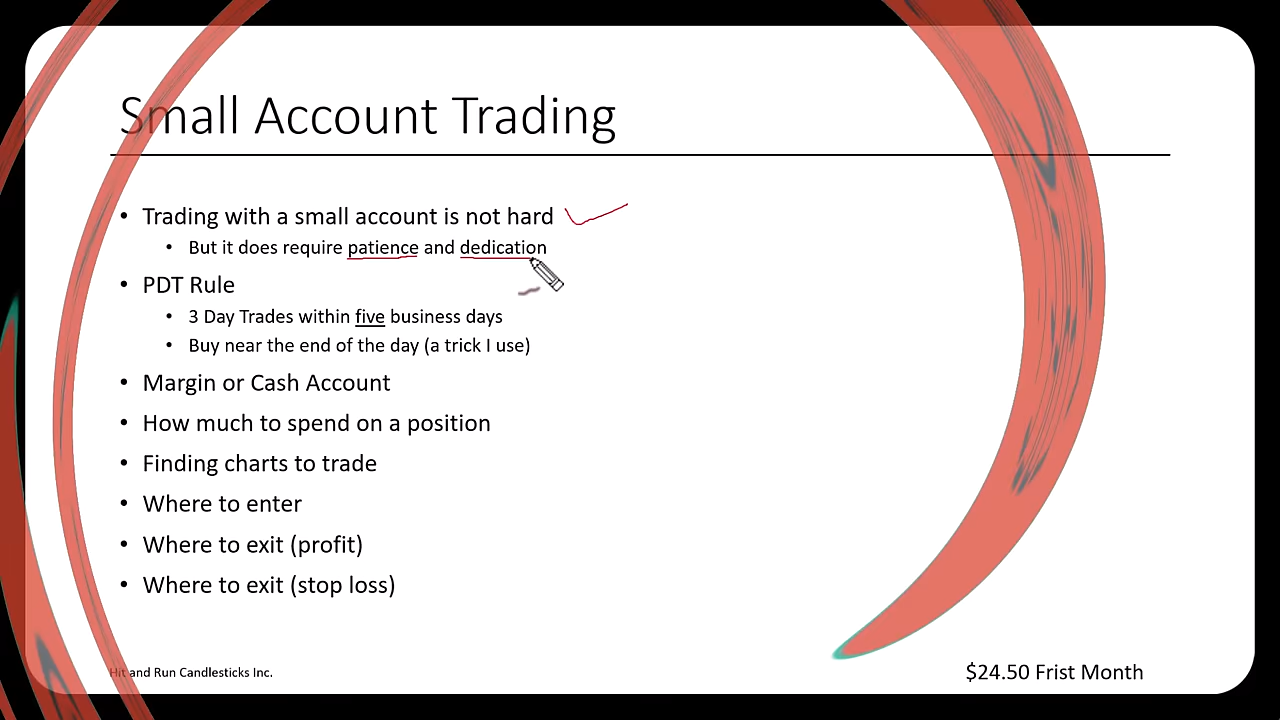 Small Account Trading
• Trading with a small account is not hard
• But it does require patience and dedication
• PDT Rule
• 3 Day Trades within five business days
• Buy near the end of the day (a trick I use)
• Margin or Cash Account
• How much to spend on a position
• Finding charts to trade
• Where to enter
• Where to exit (profit)
• Where to exit (stop loss)
Hit and Run Candlesticks Inc.
$24.50 Frist Month